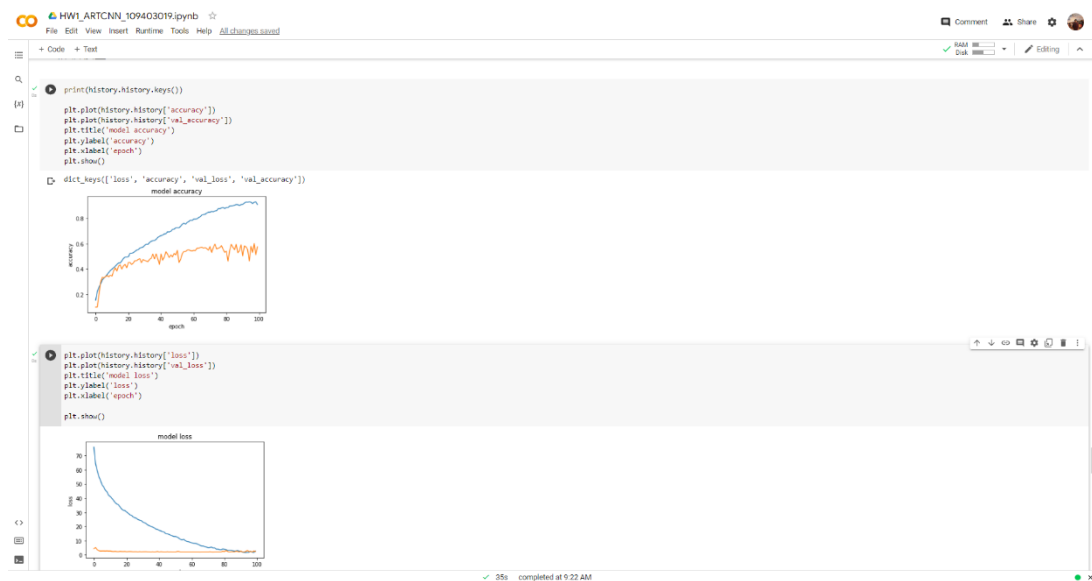 HW1_ARTCNN_109403019.ipynb
File Edit View Insert Runtime Tools Help All changes saved
Comment Share
+ Code + Text
RAM
Disk
Editing
{x}
print(history.history.keys())
plt.plot(history.history['accuracy'])
plt.plot(history.history['val_accuracy'])
plt.title('model accuracy')
plt.ylabel('accuracy')
plt.xlabel('epoch')
plt.show()
dict_keys(['loss', 'accuracy', 'val_loss', 'val_accuracy'])
model accuracy
0.8
0.6
0.4
0.2
accuracy
0 20 40 60 80 100
epoch
plt.plot(history.history['loss'])
plt.plot(history.history['val_loss'])
plt.title('model loss')
plt.ylabel('loss')
plt.xlabel('epoch')
plt.show()
model loss
70
60
50
40
30
20
10
0
loss
0 20 40 60 80 100
35s completed at 9:22 AM